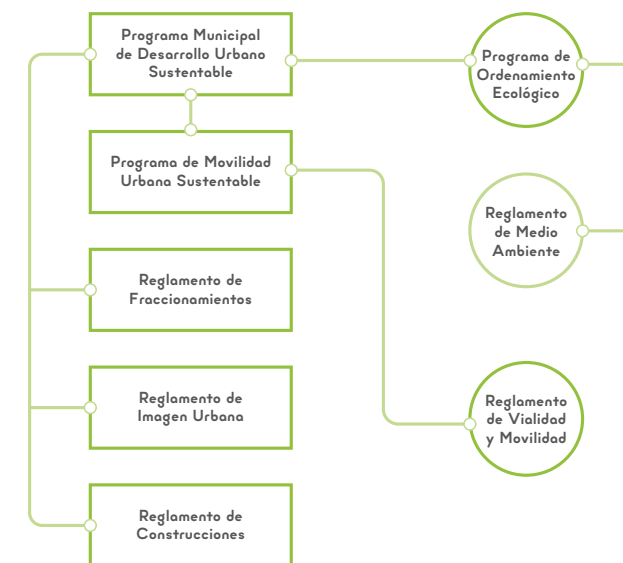 Programa Municipal
de Desarrollo Urbano
Sustentable
Programa de Movilidad
Urbana Sustentable
Reglamento de
Fraccionamientos
Reglamento de
Imagen Urbana
Reglamento de
Construcciones
Programa de
Ordenamiento
Ecológico
Reglamento
de Medio
Ambiente
Reglamento
de Vialidad
y Movilidad